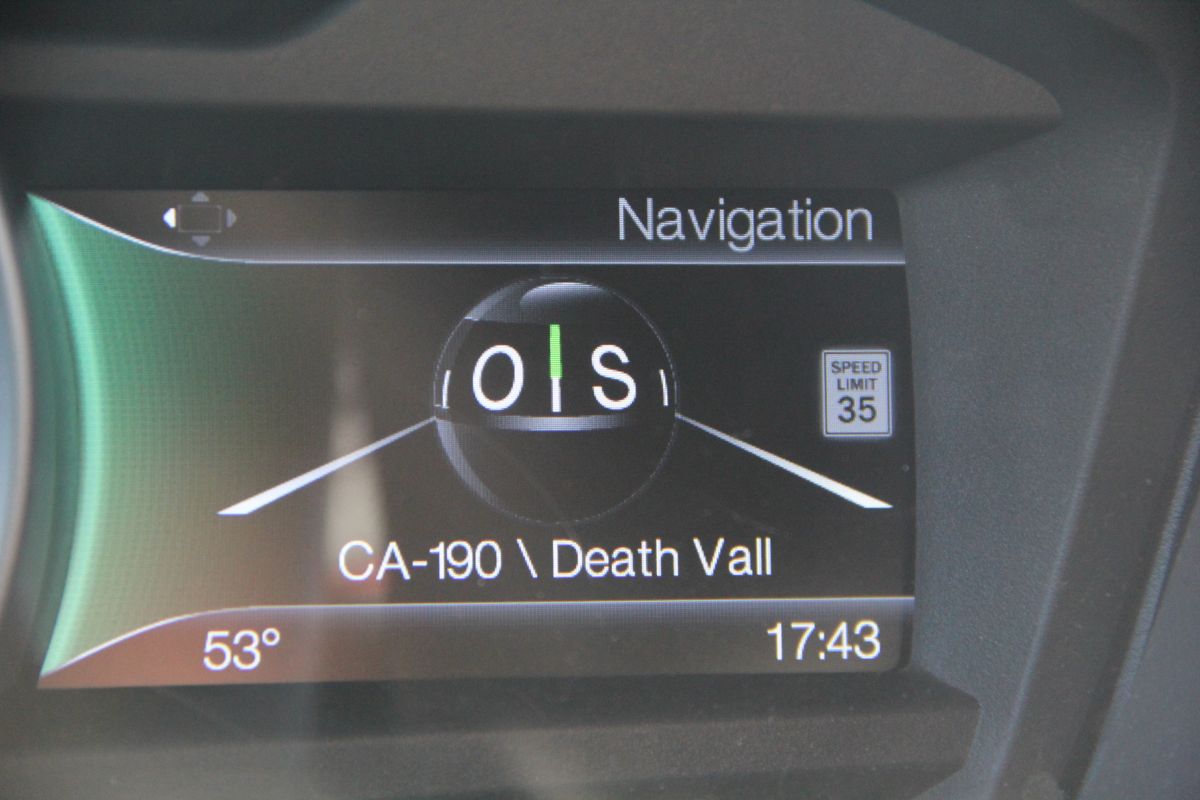 Navigation
O S
SPEED
LIMIT
35
CA-190 \ Death Vall
53°
17:43